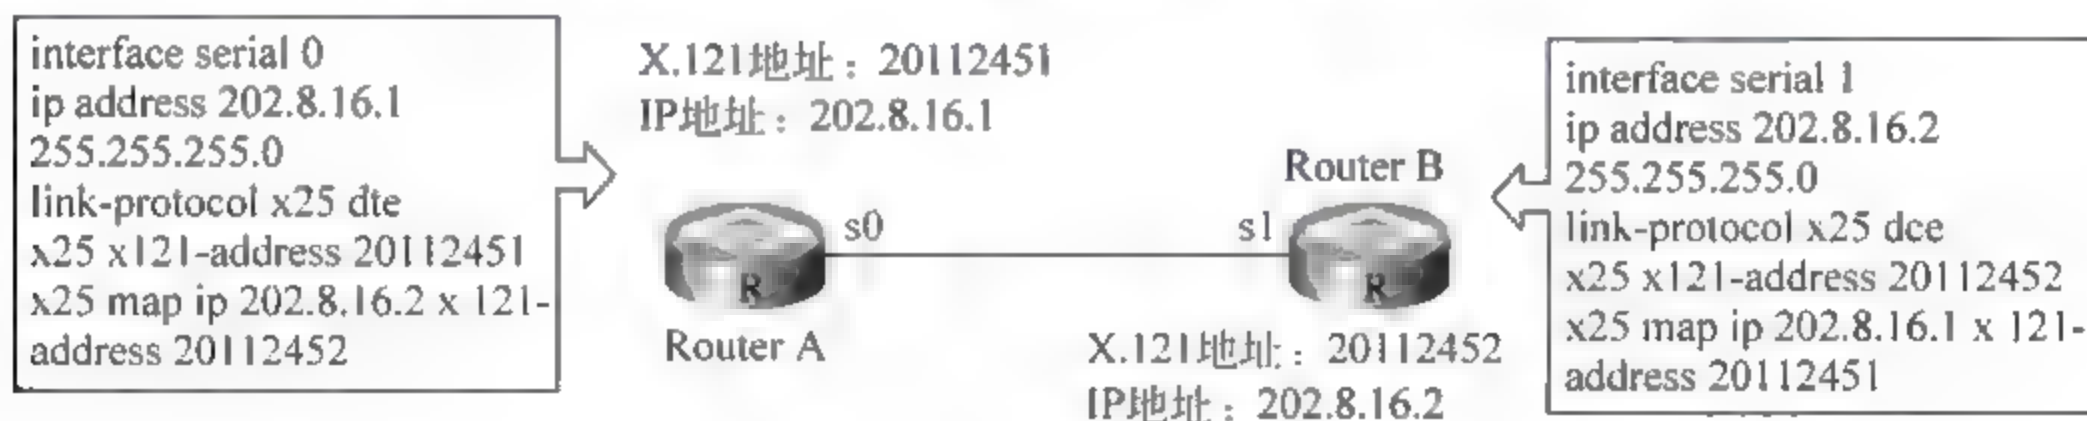 interface serial 0
ip address 202.8.16.1
255.255.255.0
link-protocol x25 dte
x25 x121-address 20112451
x25 map ip 202.8.16.2 x 121-
address 20112452
X.121地址：20112451
IP地址：202.8.16.1
Router A
R
s0
s1
Router B
R
X.121地址：20112452
IP地址：202.8.16.2
interface serial 1
ip address 202.8.16.2
255.255.255.0
link-protocol x25 dce
x25 x121-address 20112452
x25 map ip 202.8.16.1 x 121-
address 20112451